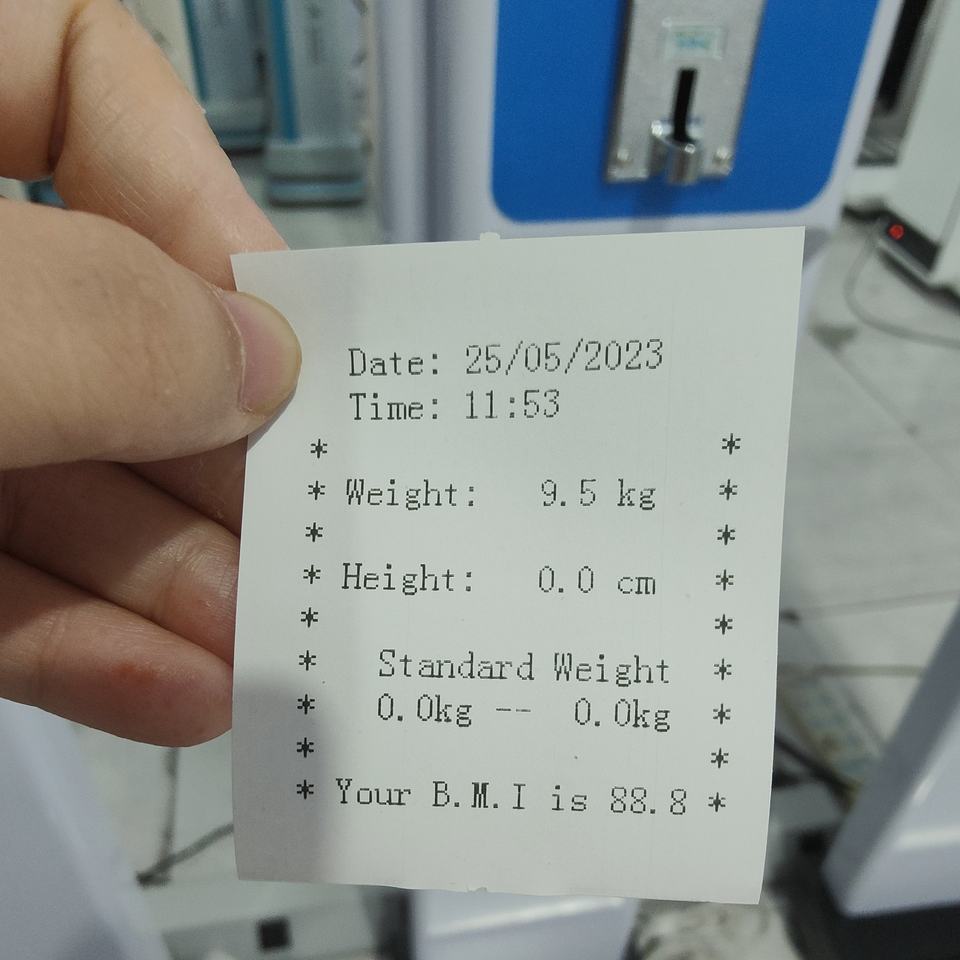 Date: 25/05/2023
Time: 11:53
* *
* Weight: 9.5 kg *
* *
* Height: 0.0 cm *
* *
* Standard Weight *
* 0.0kg -- 0.0kg *
* *
* Your B.M.I is 88.8 *